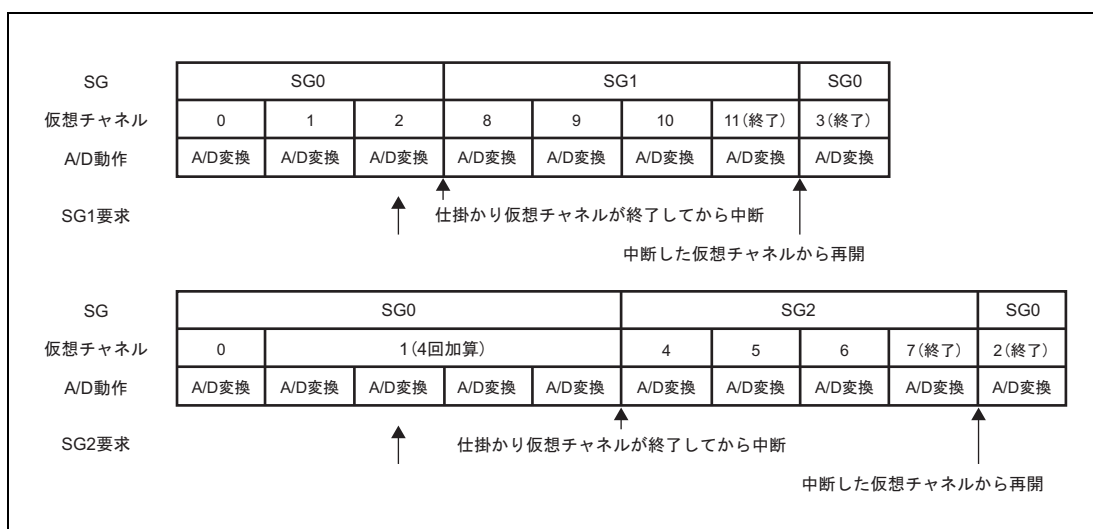 SG SG0 SG1 SG0
仮想チャネル 0 1 2 8 9 10 11(終了) 3(終了)
A/D動作 A/D変換 A/D変換 A/D変換 A/D変換 A/D変換 A/D変換 A/D変換 A/D変換
SG1要求 仕掛かり仮想チャネルが終了してから中断
中断した仮想チャネルから再開
SG SG0 SG2 SG0
仮想チャネル 0 1(4回加算) 4 5 6 7(終了) 2(終了)
A/D動作 A/D変換 A/D変換 A/D変換 A/D変換 A/D変換 A/D変換 A/D変換 A/D変換 A/D変換 A/D変換
SG2要求 仕掛かり仮想チャネルが終了してから中断
中断した仮想チャネルから再開